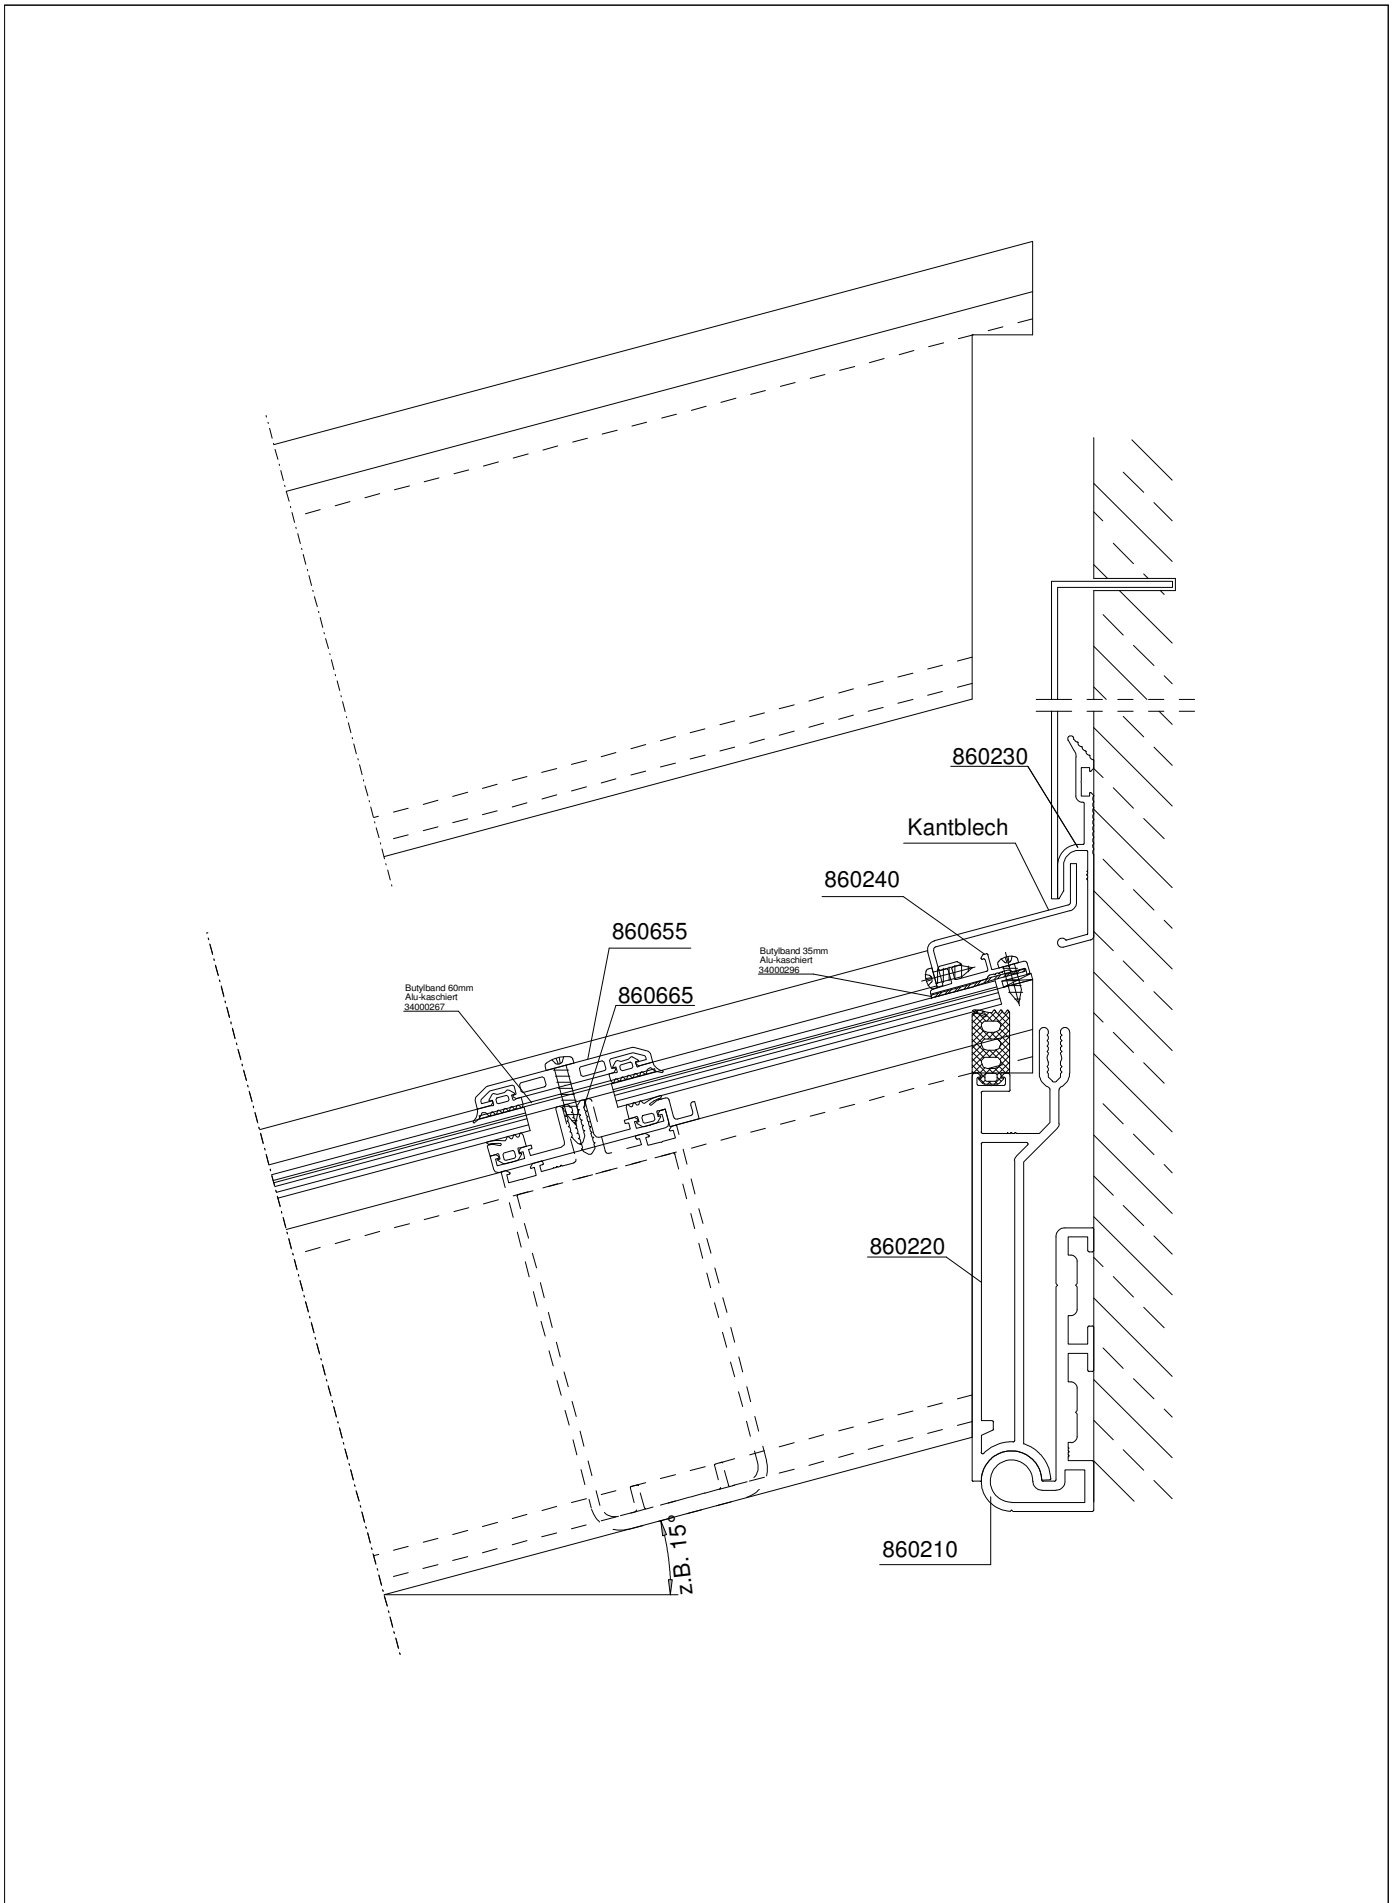 860230
Kantblech
860240
860655
Butylband 35mm
Alu-kaschiert
34000296
Butylband 60mm
Alu-kaschiert
34000267
860665
860220
z.B. 15°
860210